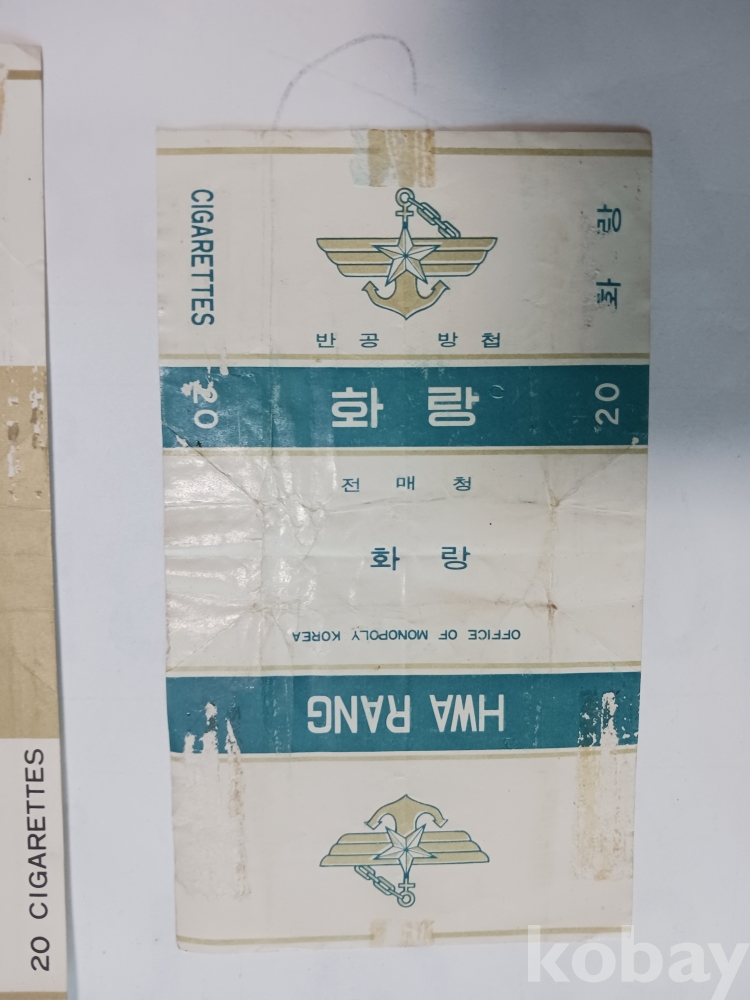 CIGARETTES
화랑
반공 방첩
20
화랑
20
전매청
화랑
OFFICE OF MONOPOLY KOREA
HWA RANG
20 CIGARETTES
kobay